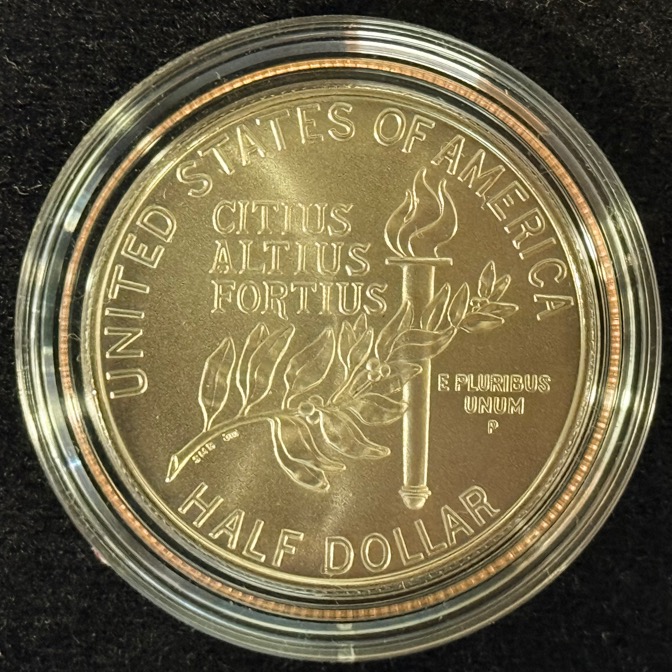 UNITED STATES OF AMERICA
CITIUS
ALTIUS
FORTIUS
E PLURIBUS
UNUM
P
HALF DOLLAR